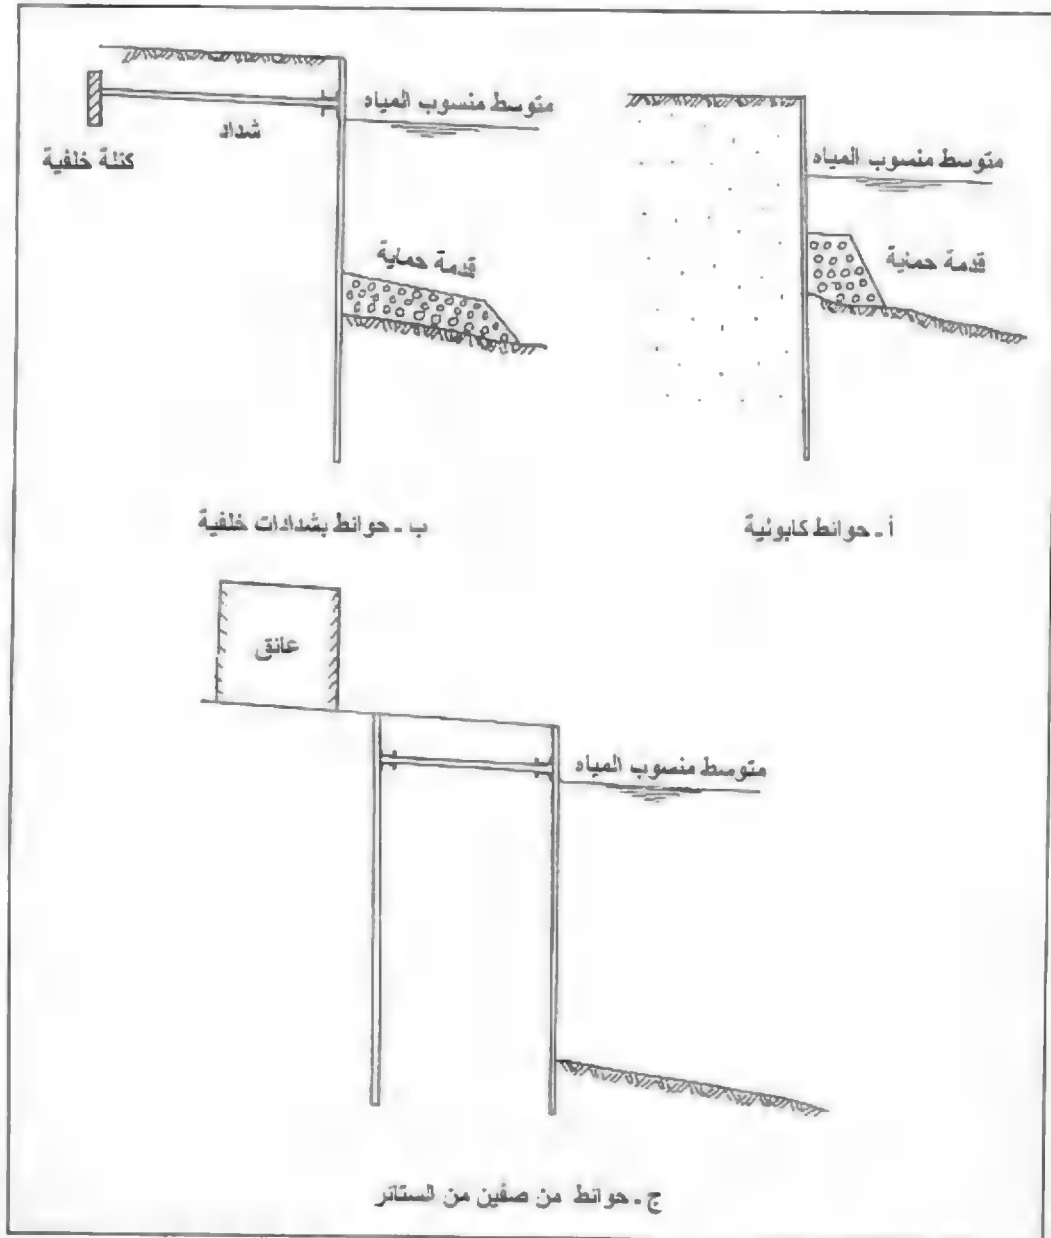 متوسط منسوب المياه
قدمة حماية
أ - حوائط كابولية
متوسط منسوب المياه
شداد
كتلة خلفية
قدمة حماية
ب - حوائط بشدادات خلفية
عائق
متوسط منسوب المياه
ج - حوائط من صفين من الستائر